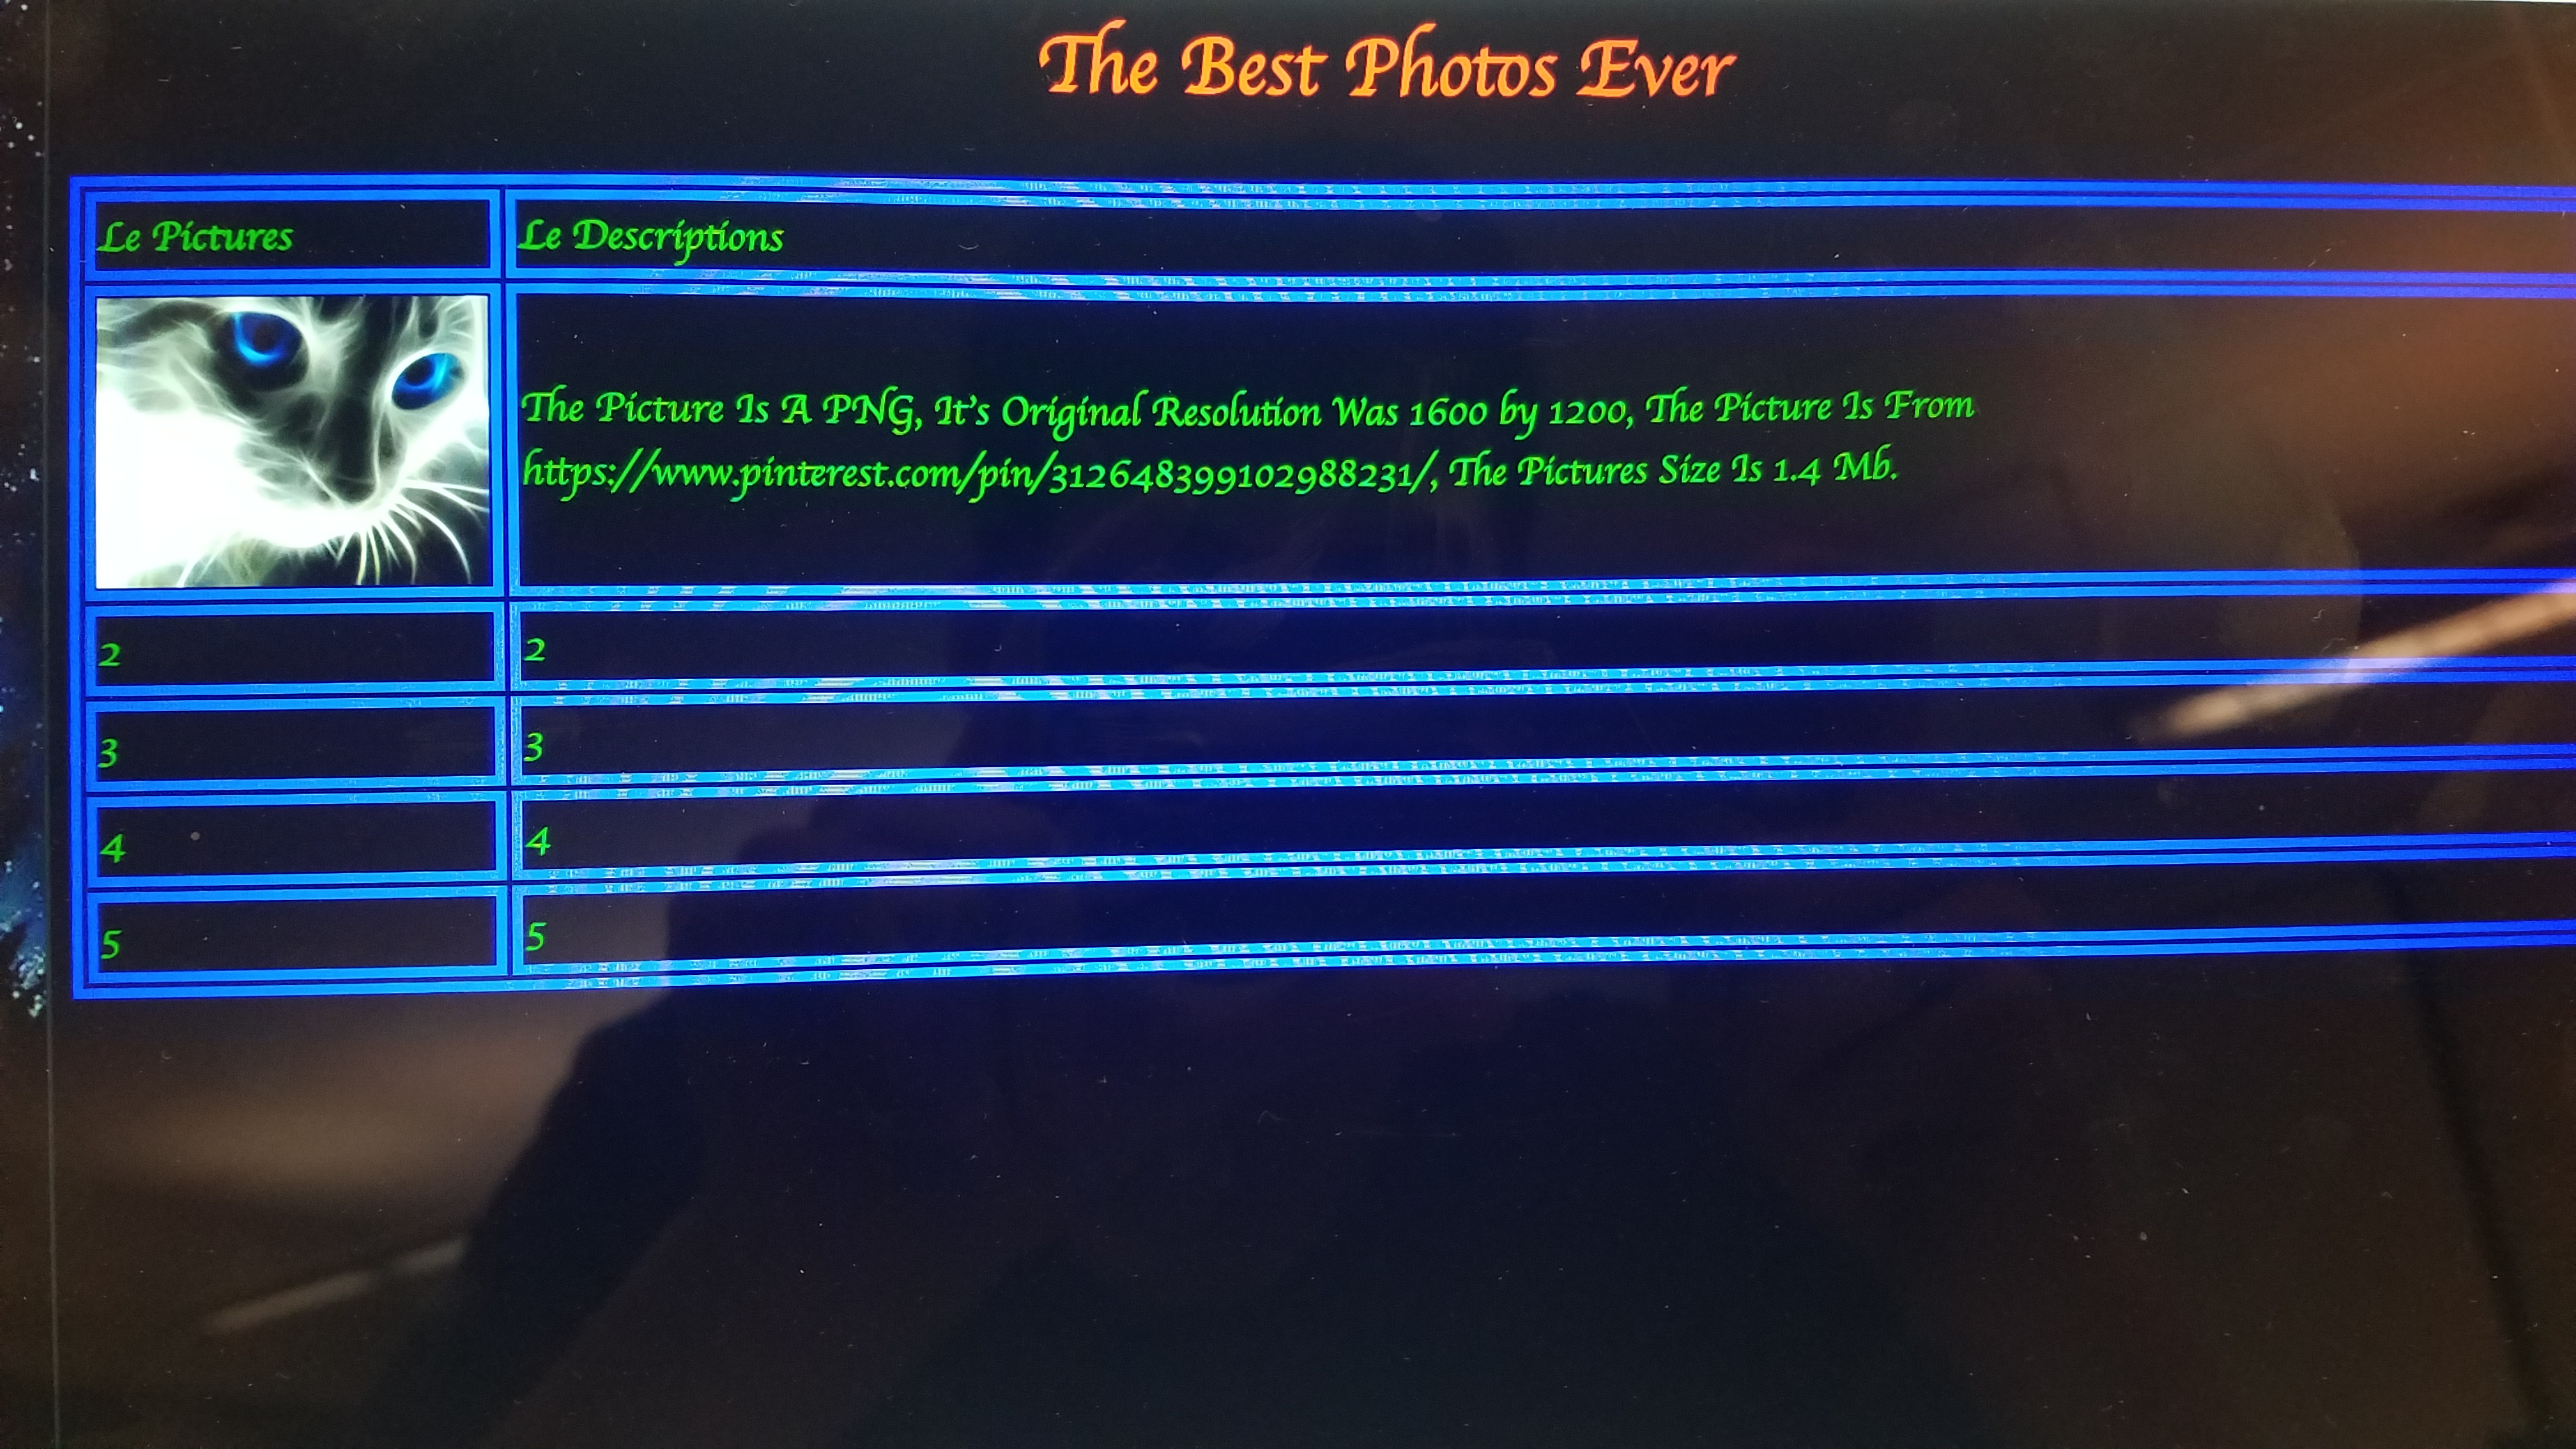 The Best Photos Ever
Le Pictures
Le Descriptions
The Picture Is A PNG, It's Original Resolution Was 1600 by 1200, The Picture Is From
https://www.pinterest.com/pin/312648399102988231/, The Pictures Size Is 1.4 Mb.
2
2
3
3
4
4
5
5